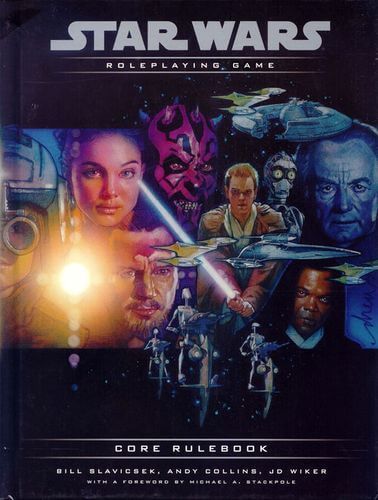 STAR WARS
ROLEPLAYING GAME
CORE RULEBOOK
BILL SLAVICSEK, ANDY COLLINS, JD WIKER
WITH A FOREWORD BY MICHAEL A. STACKPOLE